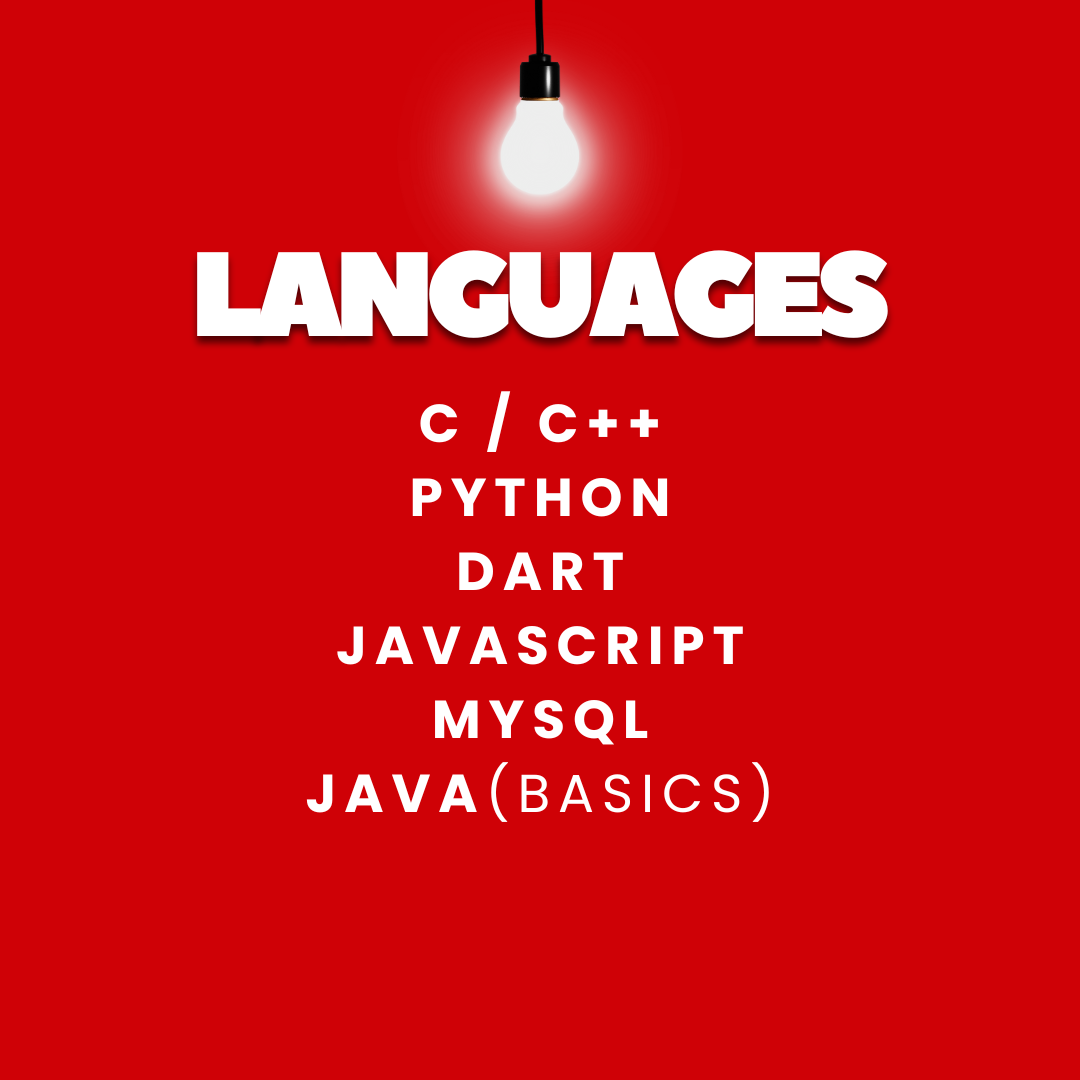 LANGUAGES
C / C++
PYTHON
DART
JAVASCRIPT
MYSQL
JAVA(BASICS)